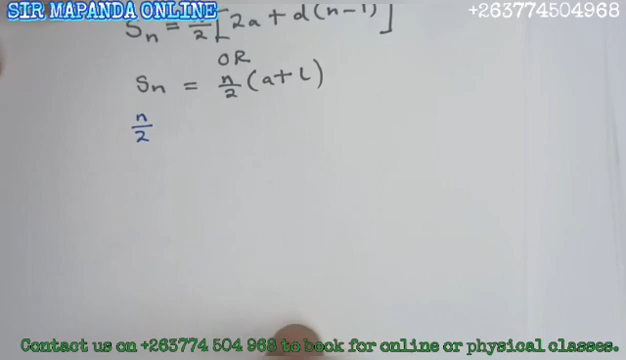 SIR MAPANDA ONLINE
+263774504968
Sn = n/2 [2a + d(n-1)]
OR
Sn = n/2 (a+L)
n/2
Contact us on +263774 504 968 to book for online or physical classes.